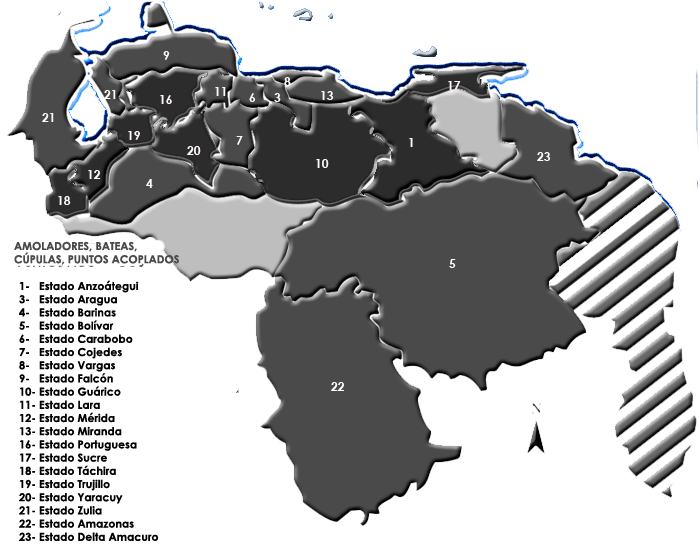 9
8
17
21
21
16
11
6
3
13
19
20
7
1
12
4
10
23
18
5
22
AMOLADORES, BATEAS,
CÚPULAS, PUNTOS ACOPLADOS
1- Estado Anzoátegui
3- Estado Aragua
4- Estado Barinas
5- Estado Bolívar
6- Estado Carabobo
7- Estado Cojedes
8- Estado Vargas
9- Estado Falcón
10- Estado Guárico
11- Estado Lara
12- Estado Mérida
13- Estado Miranda
16- Estado Portuguesa
17- Estado Sucre
18- Estado Táchira
19- Estado Trujillo
20- Estado Yaracuy
21- Estado Zulia
22- Estado Amazonas
23- Estado Delta Amacuro